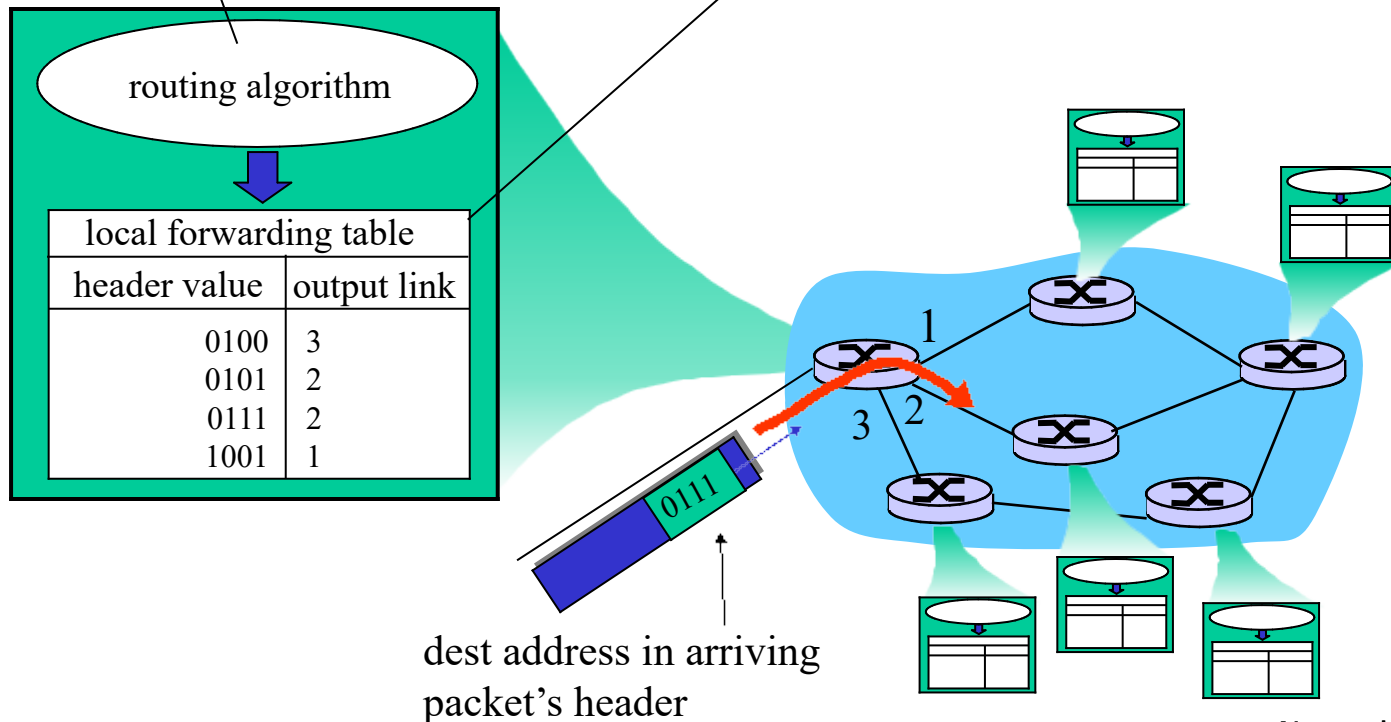 routing algorithm
local forwarding table
header value output link
0100 3
0101 2
0111 2
1001 1
1
2
3
0111
dest address in arriving
packet's header